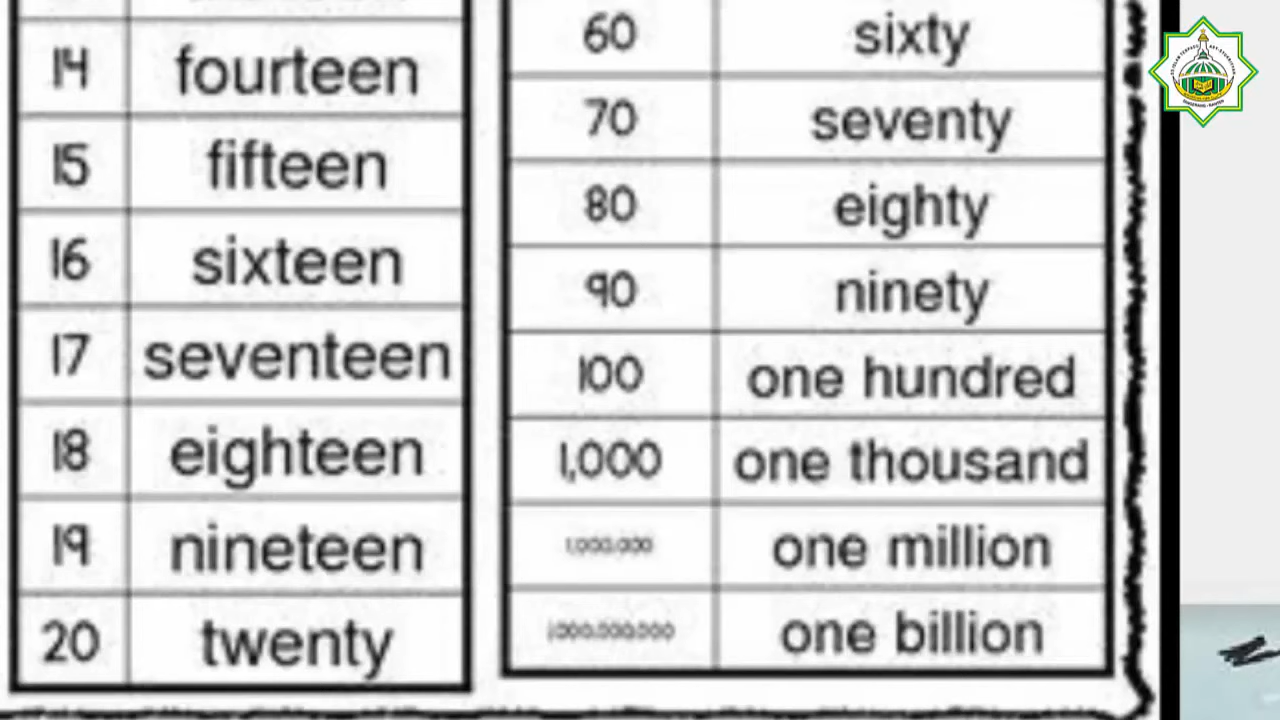 14 fourteen
15 fifteen
16 sixteen
17 seventeen
18 eighteen
19 nineteen
20 twenty
60 sixty
70 seventy
80 eighty
90 ninety
100 one hundred
1,000 one thousand
1,000,000 one million
1,000,000,000 one billion